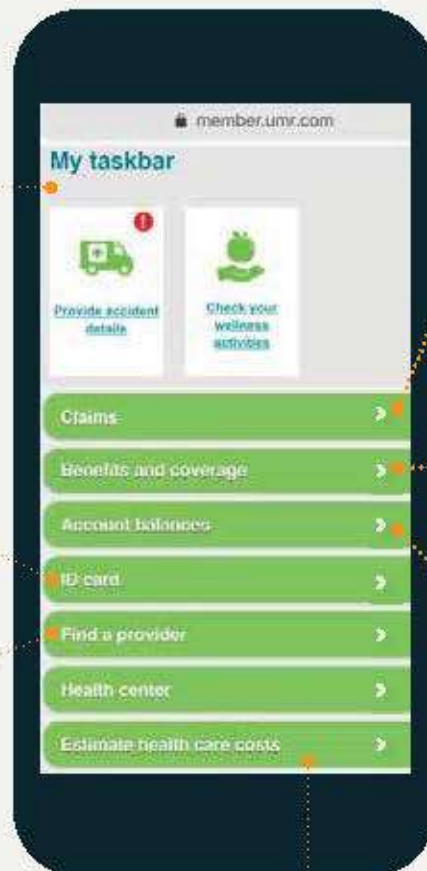 member.umr.com
My taskbar
!
Provide accident
details
Check your
wellness
activities
Claims
Benefits and coverage
Account balances
ID card
Find a provider
Health center
Estimate health care costs